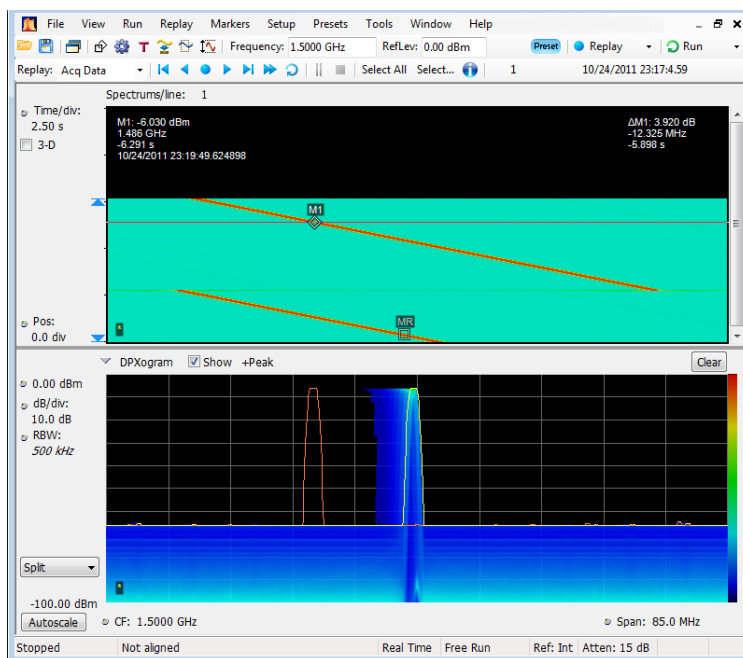 File View Run Replay Markers Setup Presets Tools Window Help
T Frequency: 1.5000 GHz RefLev: 0.00 dBm Preset Replay Run
Replay: Acq Data Select All Select... 1 10/24/2011 23:17:4.59
Spectrums/line: 1
Time/div:
2.50 s
3-D
M1: -6.030 dBm
1.486 GHz
-6.291 s
10/24/2011 23:19:49.624898
ΔM1: 3.920 dB
-12.325 MHz
-5.898 s
M1
MR
Pos:
0.0 div
*
DPXogram Show +Peak Clear
0.00 dBm
dB/div:
10.0 dB
RBW:
500 kHz
Split
*
-100.00 dBm
Autoscale CF: 1.5000 GHz Span: 85.0 MHz
Stopped Not aligned Real Time Free Run Ref: Int Atten: 15 dB